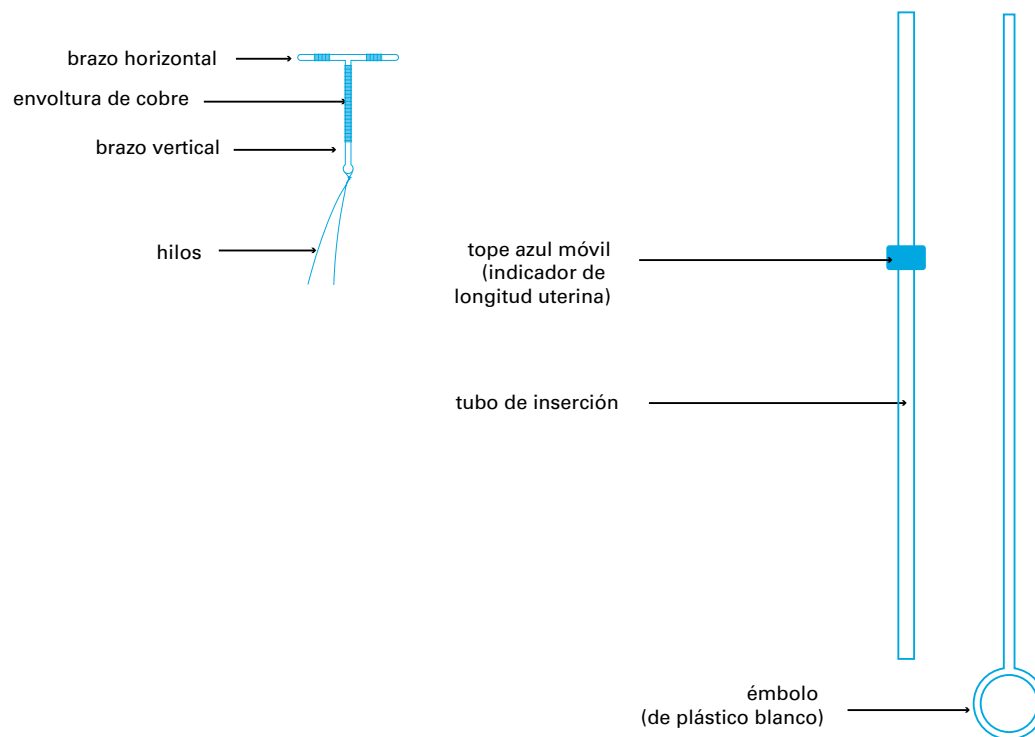 brazo horizontal
envoltura de cobre
brazo vertical
hilos
tope azul móvil
(indicador de
longitud uterina)
tubo de inserción
émbolo
(de plástico blanco)